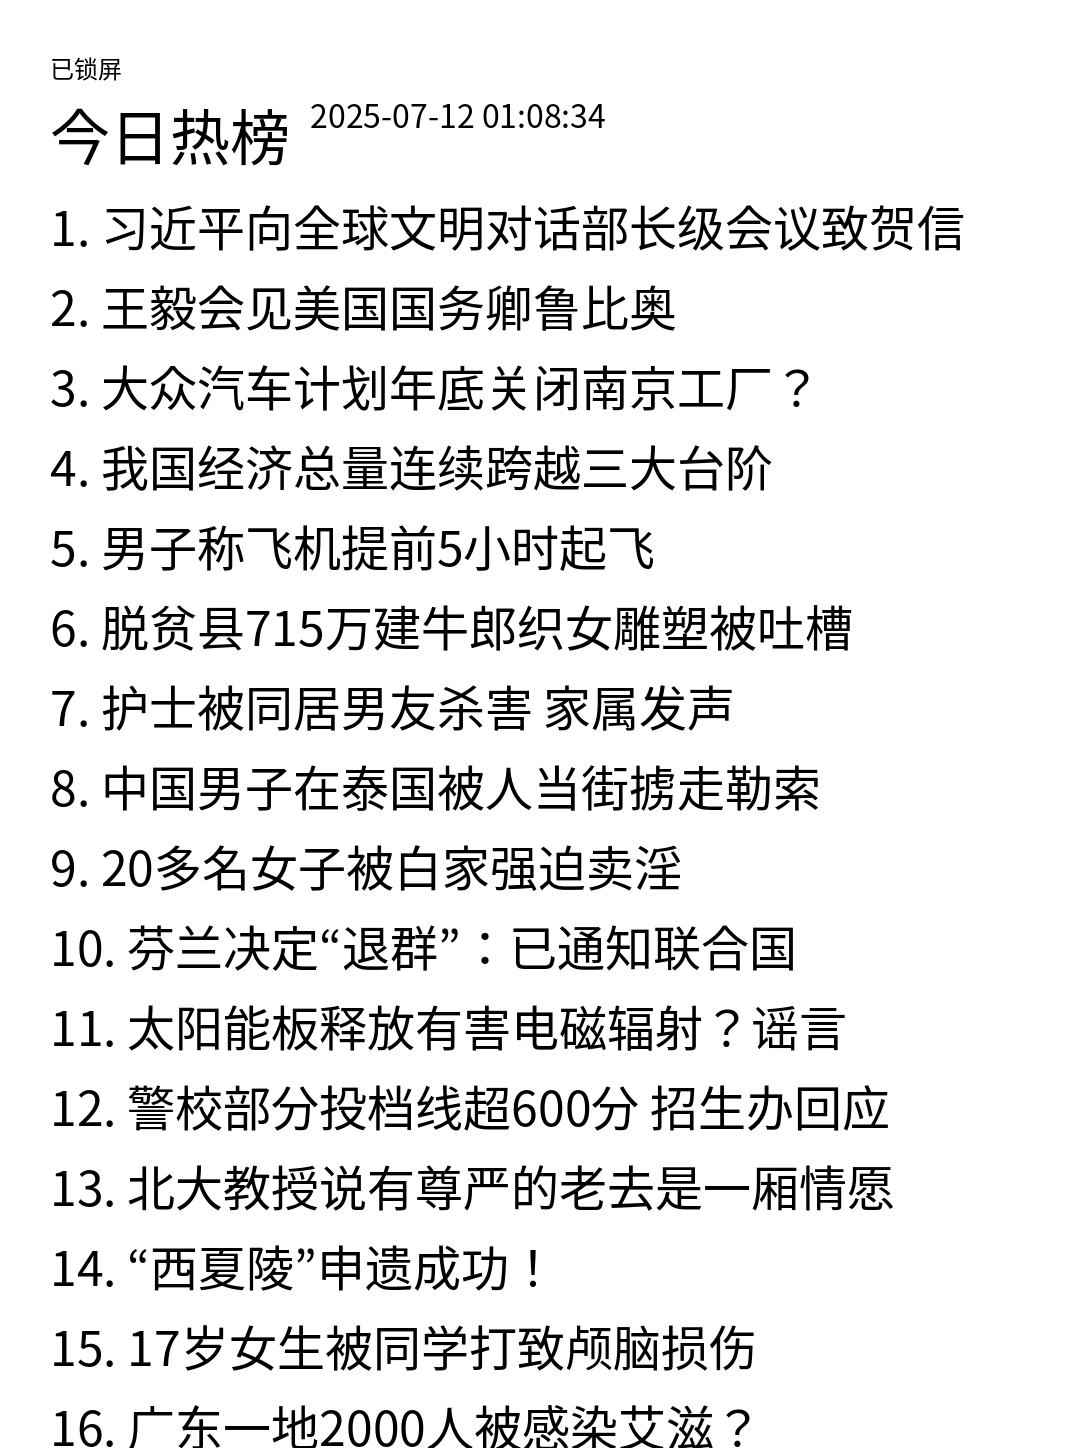 已锁屏
今日热榜 2025-07-12 01:08:34
1. 习近平向全球文明对话部长级会议致贺信
2. 王毅会见美国国务卿鲁比奥
3. 大众汽车计划年底关闭南京工厂？
4. 我国经济总量连续跨越三大台阶
5. 男子称飞机提前5小时起飞
6. 脱贫县715万建牛郎织女雕塑被吐槽
7. 护士被同居男友杀害 家属发声
8. 中国男子在泰国被人当街掳走勒索
9. 20多名女子被白家强迫卖淫
10. 芬兰决定“退群”：已通知联合国
11. 太阳能板释放有害电磁辐射？谣言
12. 警校部分投档线超600分 招生办回应
13. 北大教授说有尊严的老去是一厢情愿
14. “西夏陵”申遗成功！
15. 17岁女生被同学打致颅脑损伤
16. 广东一地2000人被感染艾滋？